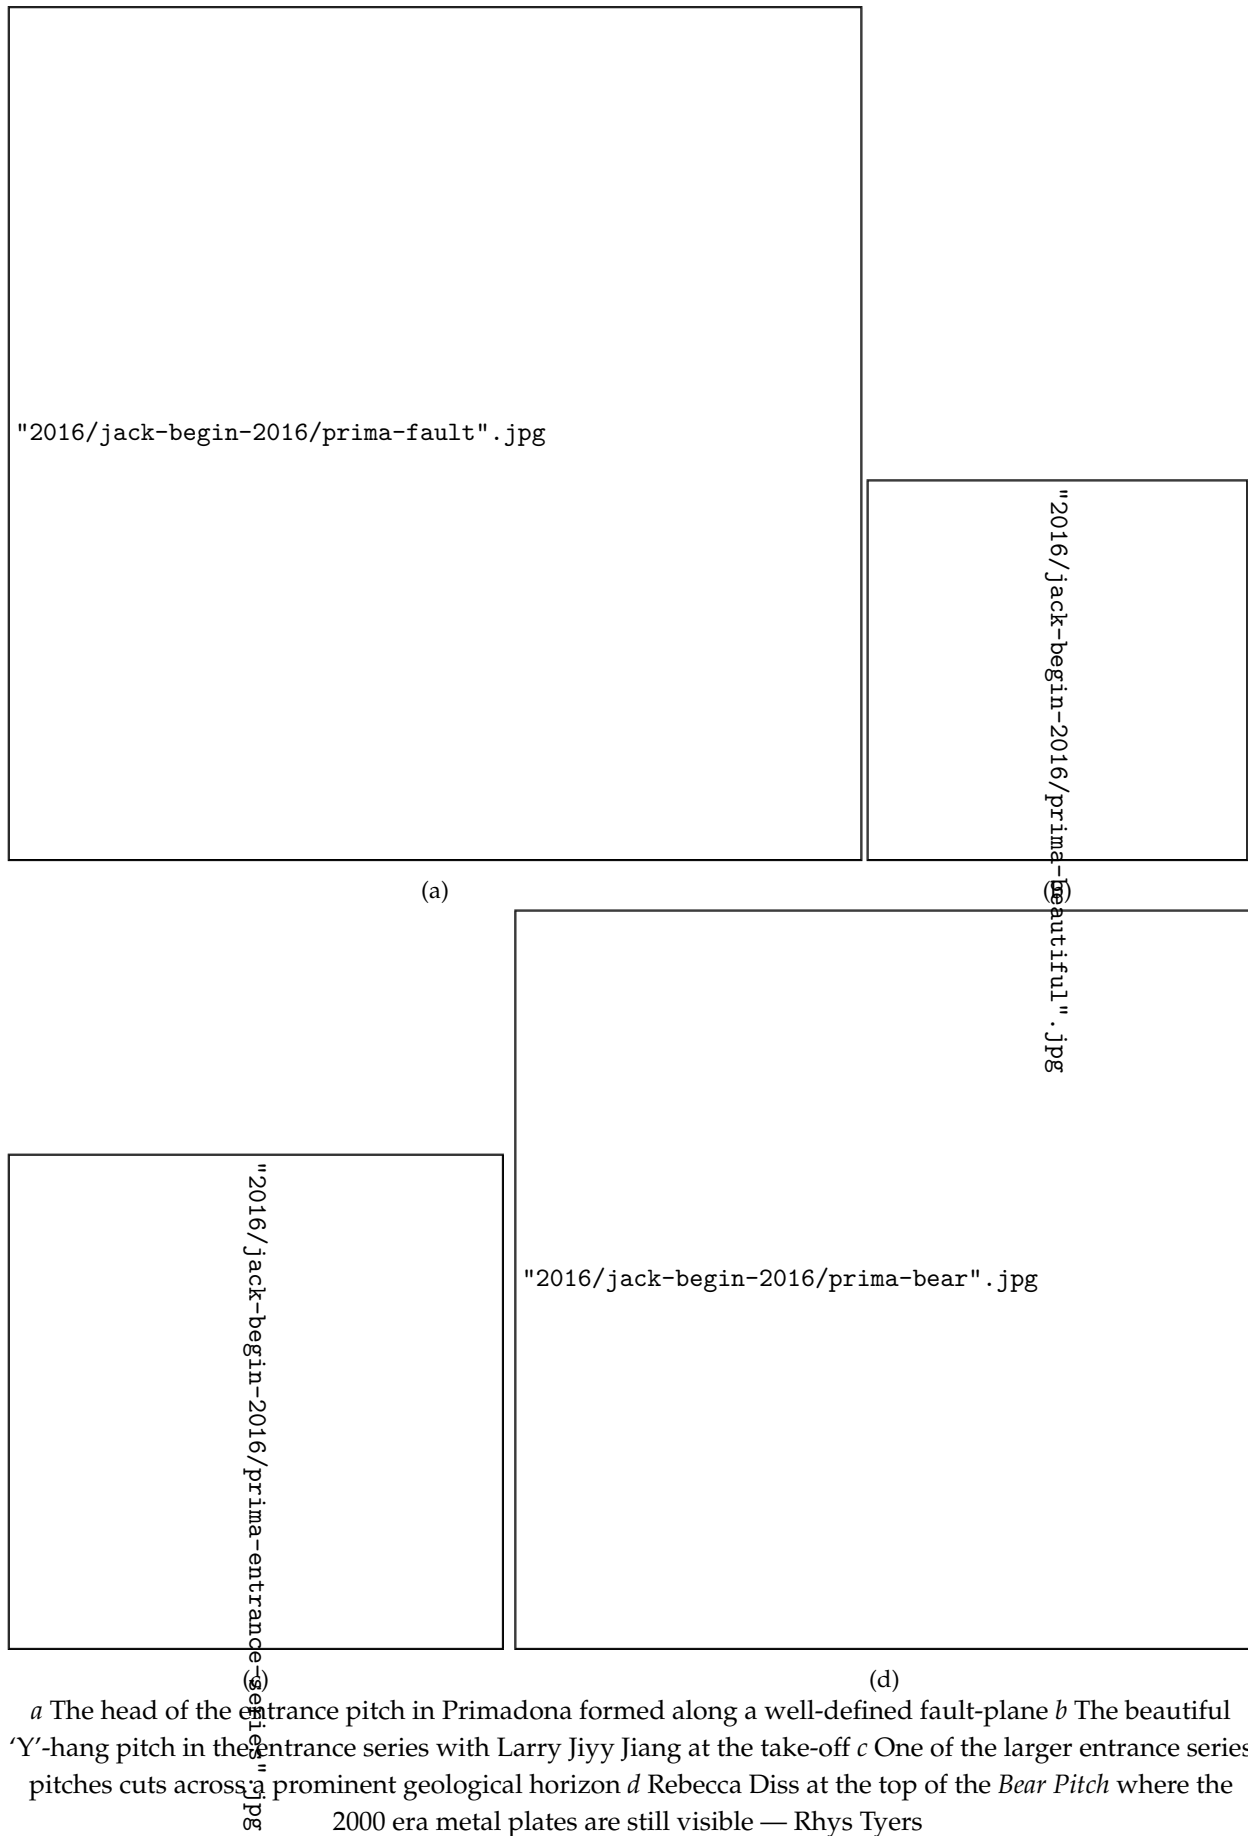 "2016/jack-begin-2016/prima-fault".jpg
"2016/jack-begin-2016/prima-beautiful".jpg
(a)
(b)
"2016/jack-begin-2016/prima-entrance-series".jpg
"2016/jack-begin-2016/prima-bear".jpg
(c)
(d)
a The head of the entrance pitch in Primadona formed along a well-defined fault-plane b The beautiful
‘Y’-hang pitch in the entrance series with Larry Jiyy Jiang at the take-off c One of the larger entrance series
pitches cuts across a prominent geological horizon d Rebecca Diss at the top of the Bear Pitch where the
2000 era metal plates are still visible — Rhys Tyers